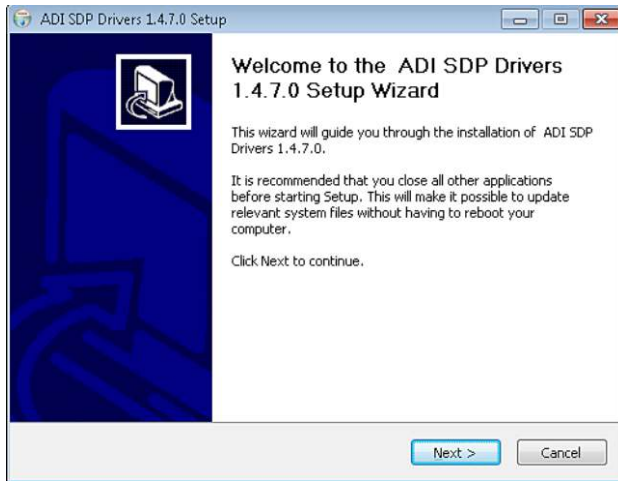 ADI SDP Drivers 1.4.7.0 Setup
Welcome to the ADI SDP Drivers
1.4.7.0 Setup Wizard
This wizard will guide you through the installation of ADI SDP
Drivers 1.4.7.0.
It is recommended that you close all other applications
before starting Setup. This will make it possible to update
relevant system files without having to reboot your
computer.
Click Next to continue.
Next >
Cancel